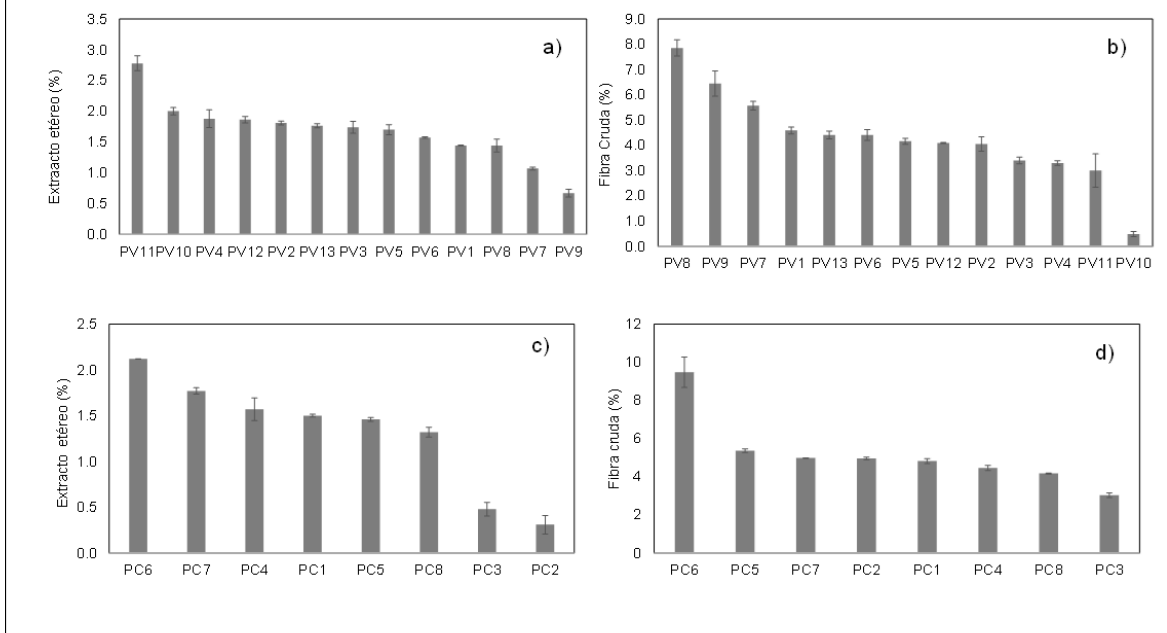 a)
Extraacto etéreo (%)
3.5
3.0
2.5
2.0
1.5
1.0
0.5
0.0
PV11 PV10 PV4 PV12 PV2 PV13 PV3 PV5 PV6 PV1 PV8 PV7 PV9
b)
Fibra Cruda (%)
9.0
8.0
7.0
6.0
5.0
4.0
3.0
2.0
1.0
0.0
PV8 PV9 PV7 PV1 PV13 PV6 PV5 PV12 PV2 PV3 PV4 PV11 PV10
c)
Extracto etéreo (%)
2.5
2.0
1.5
1.0
0.5
0.0
PC6 PC7 PC4 PC1 PC5 PC8 PC3 PC2
d)
Fibra cruda (%)
12
10
8
6
4
2
0
PC6 PC5 PC7 PC2 PC1 PC4 PC8 PC3